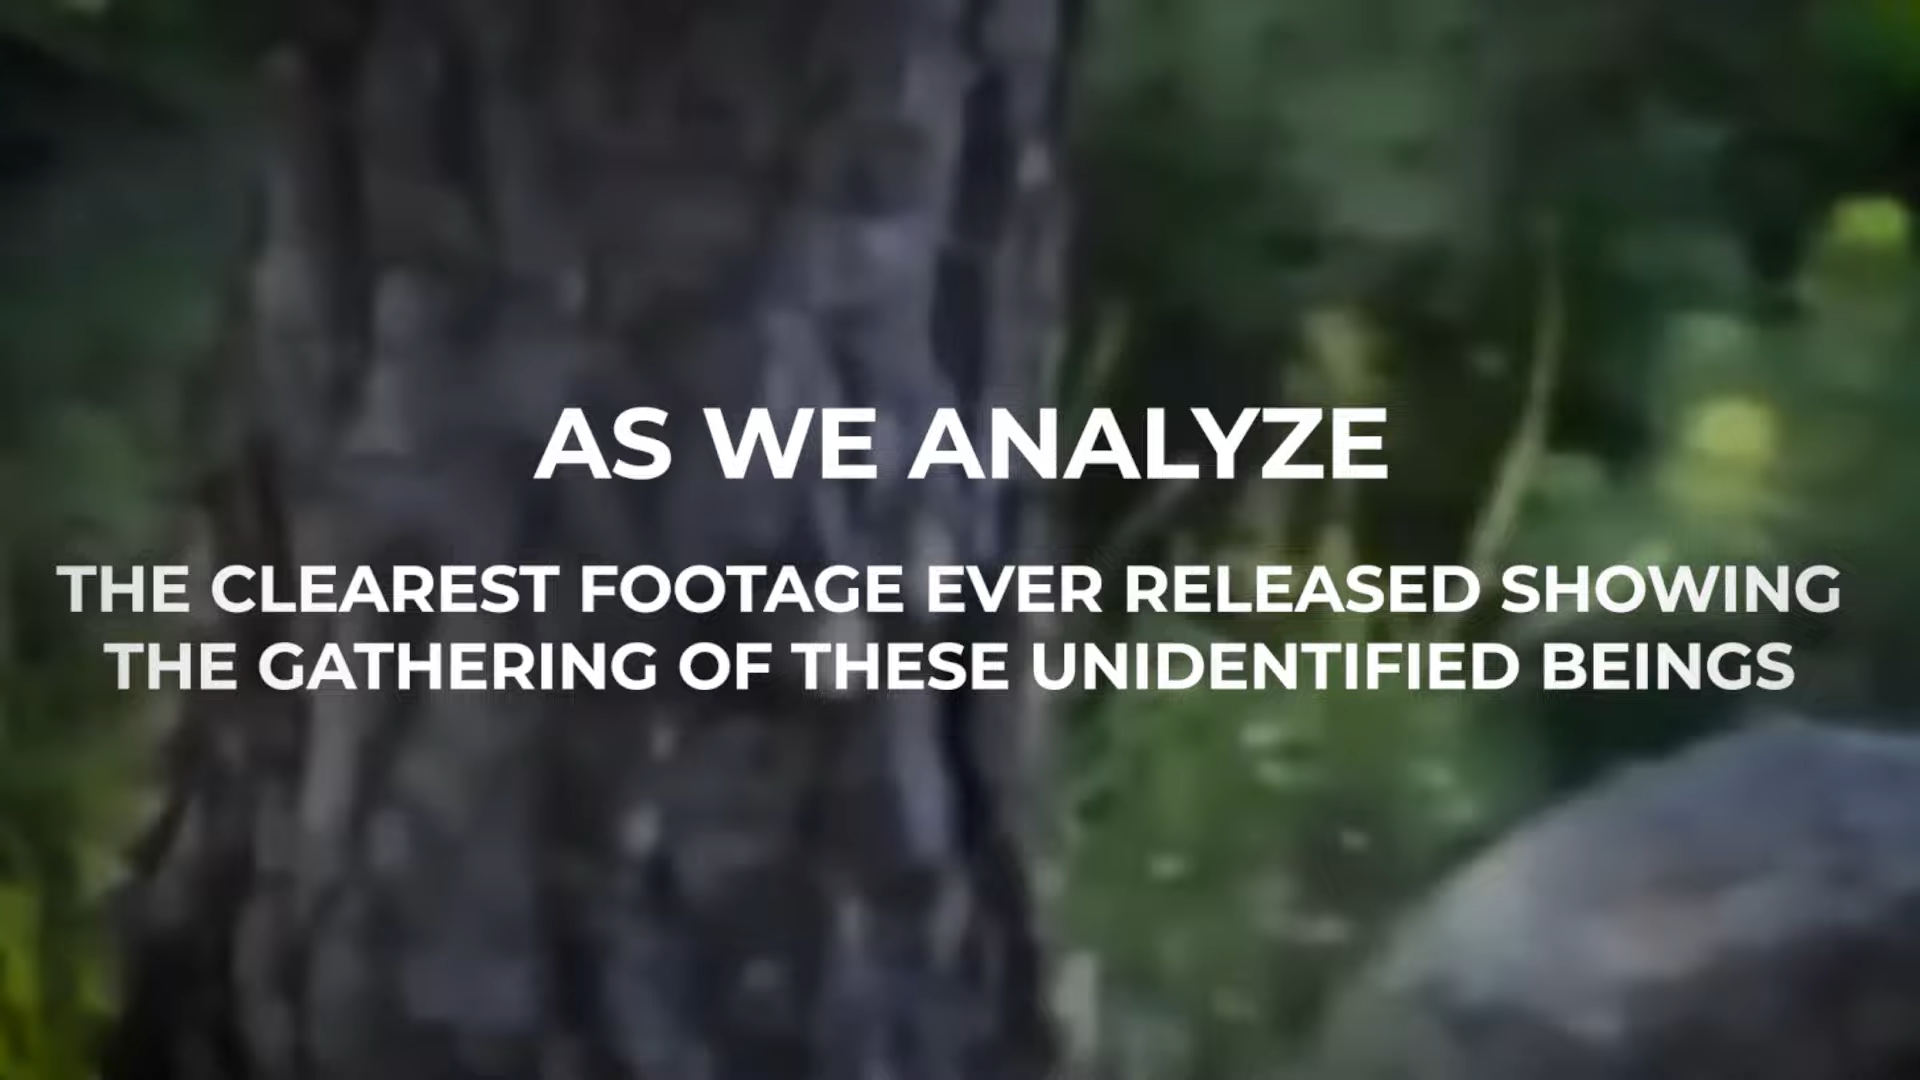 AS WE ANALYZE
THE CLEAREST FOOTAGE EVER RELEASED SHOWING
THE GATHERING OF THESE UNIDENTIFIED BEINGS